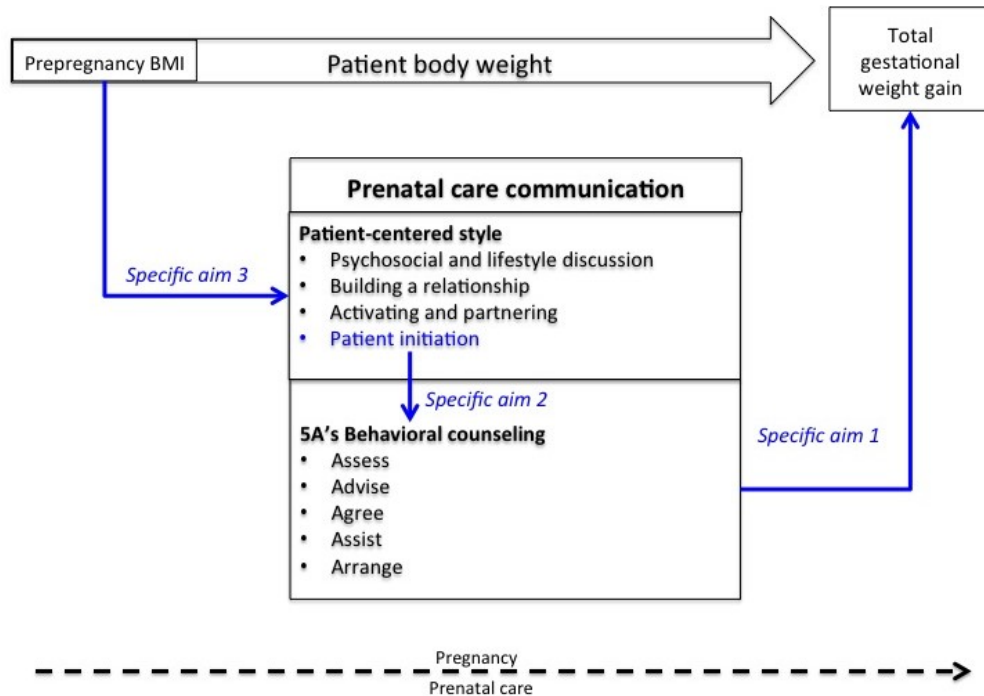 Prepregnancy BMI
Patient body weight
Total
gestational
weight gain
Prenatal care communication
Patient-centered style
• Psychosocial and lifestyle discussion
• Building a relationship
• Activating and partnering
• Patient initiation
Specific aim 3
Specific aim 2
5A's Behavioral counseling
• Assess
• Advise
• Agree
• Assist
• Arrange
Specific aim 1
Pregnancy
Prenatal care